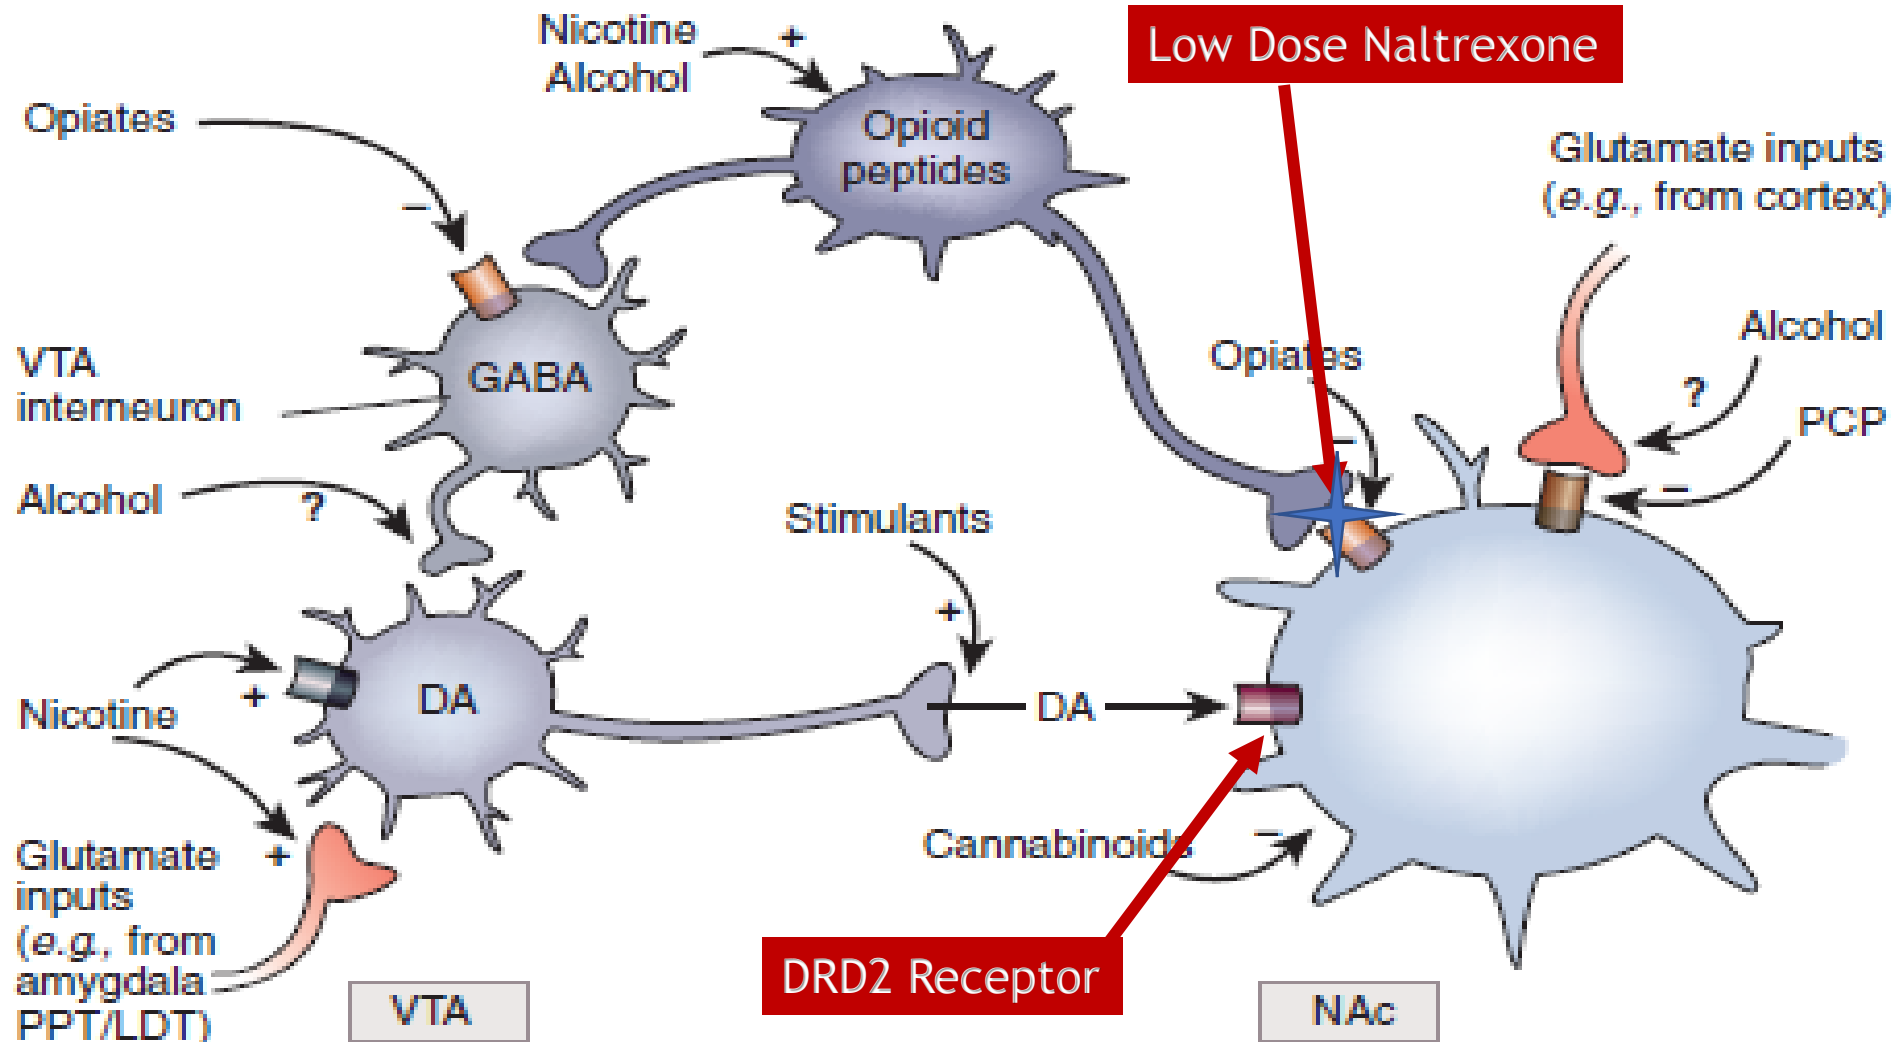 Nicotine
Alcohol
+
Low Dose Naltrexone
Opiates
–
Opioid
peptides
Glutamate inputs
(e.g., from cortex)
VTA
interneuron
GABA
Opiates
–
Alcohol
?
PCP
–
Alcohol
?
Stimulants
+
Nicotine
+
DA
DA
+
Glutamate
inputs
(e.g., from
amygdala
PPT/LDT)
Cannabinoids
–
DRD2 Receptor
VTA
NAc